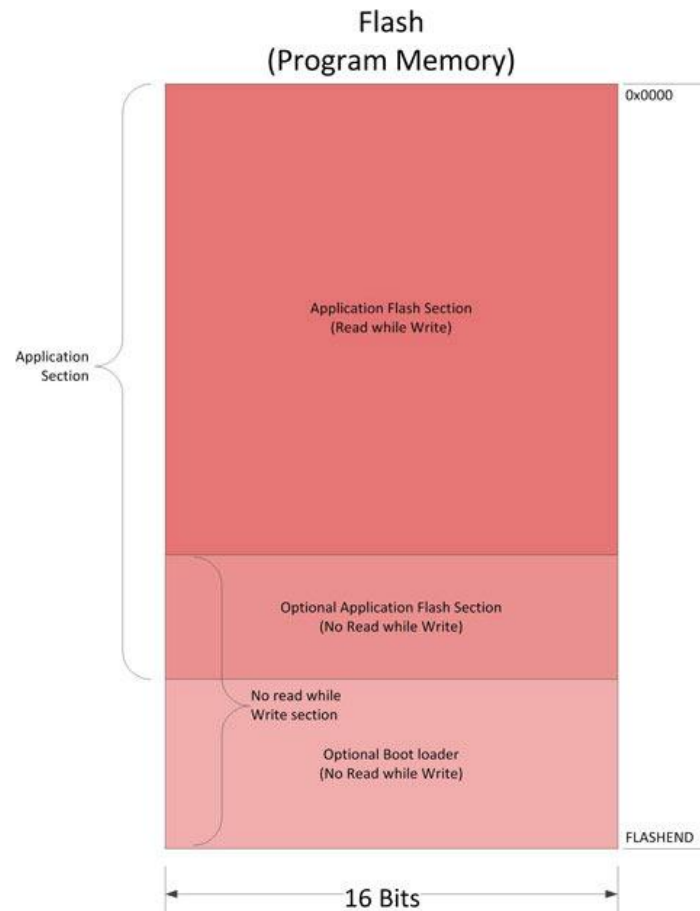 Flash
(Program Memory)
0x0000
Application Flash Section
(Read while Write)
Application
Section
Optional Application Flash Section
(No Read while Write)
No read while
Write section
Optional Boot loader
(No Read while Write)
FLASHEND
16 Bits